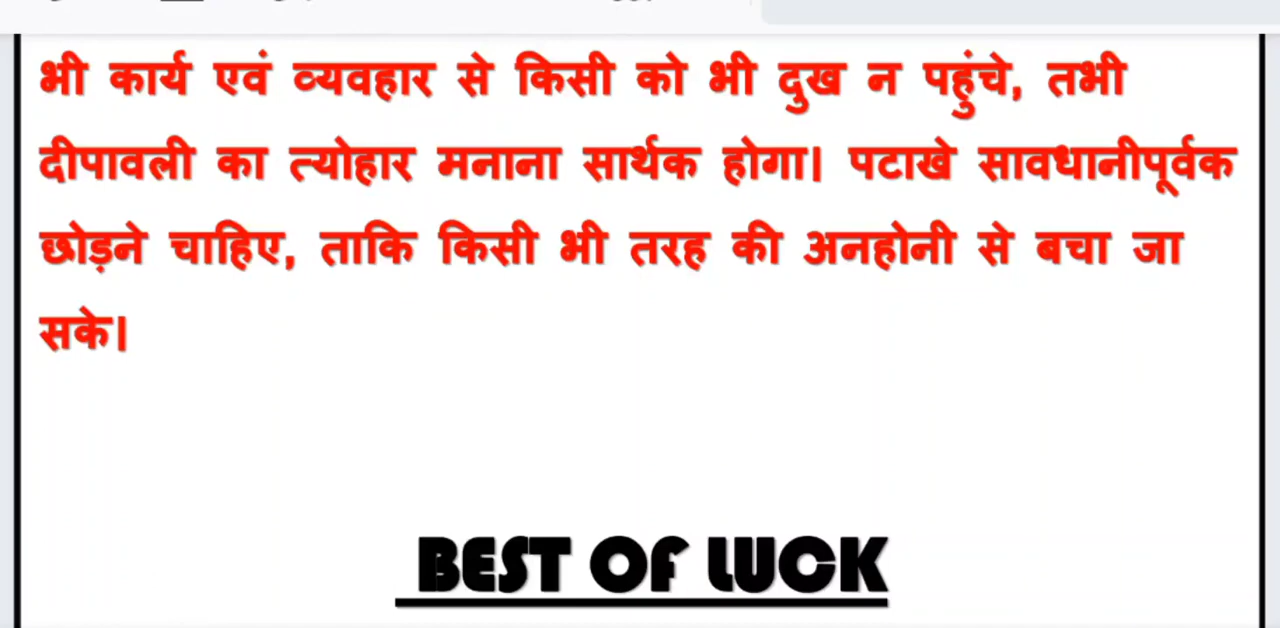 भी कार्य एवं व्यवहार से किसी को भी दुख न पहुंचे, तभी
दीपावली का त्योहार मनाना सार्थक होगा। पटाखे सावधानीपूर्वक
छोड़ने चाहिए, ताकि किसी भी तरह की अनहोनी से बचा जा
सके।
BEST OF LUCK